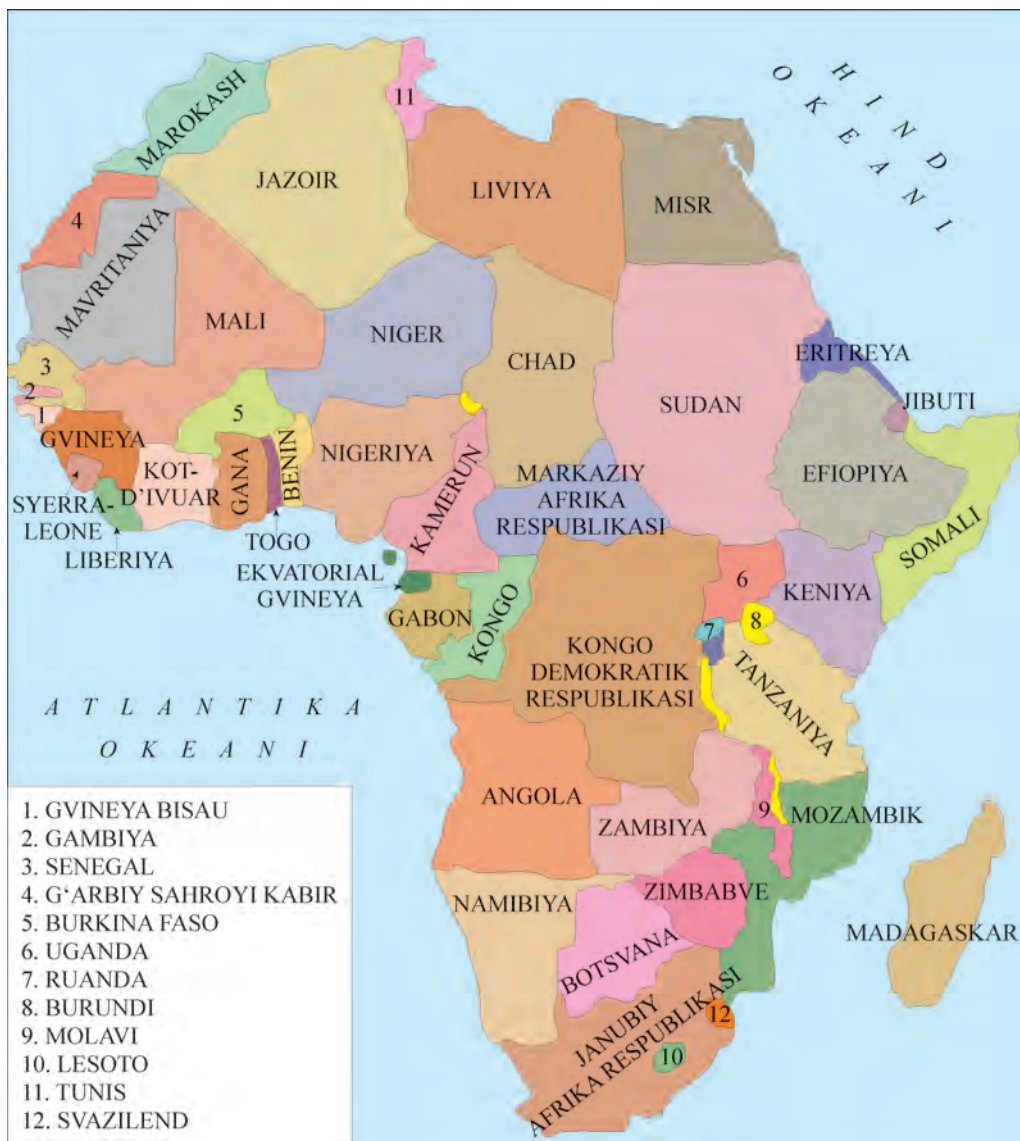 HIND
OKEANI
MAROKASH
11
JAZOIR
LIVIYA
MISR
4
MAVRITANIYA
MALI
NIGER
CHAD
SUDAN
ERITREYA
JIBUTI
3
2
1
5
GVINEYA
KOT-
D’IVUAR
GANA
BENIN
NIGERIYA
KAMERUN
MARKAZIY
AFRIKA
RESPUBLIKASI
EFIOPIYA
SOMALI
SYERRA-
LEONE
LIBERIYA
TOGO
EKVATORIAL
GVINEYA
GABON
KONGO
6
KENIYA
7
8
KONGO
DEMOKRATIK
RESPUBLIKASI
TANZANIYA
ATLANTIKA
OKEANI
ANGOLA
ZAMBIYA
9
MOZAMBIK
NAMIBIYA
ZIMBABVE
BOTSVANA
MADAGASKAR
JANUBIY
AFRIKA RESPUBLIKASI
12
10
1. GVINEYA BISAU
2. GAMBIYA
3. SENEGAL
4. G‘ARBIY SAHROYI KABIR
5. BURKINA FASO
6. UGANDA
7. RUANDA
8. BURUNDI
9. MOLAVI
10. LESOTO
11. TUNIS
12. SVAZILEND